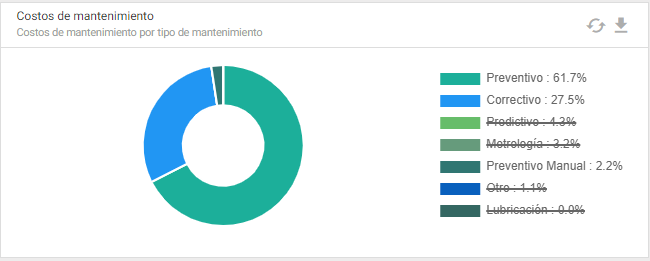 Costos de mantenimiento
Costos de mantenimiento por tipo de mantenimiento
Preventivo : 61.7%
Correctivo : 27.5%
Predictivo : 4.3%
Metrología : 3.2%
Preventivo Manual : 2.2%
Otro : 1.1%
Lubricación : 0.0%